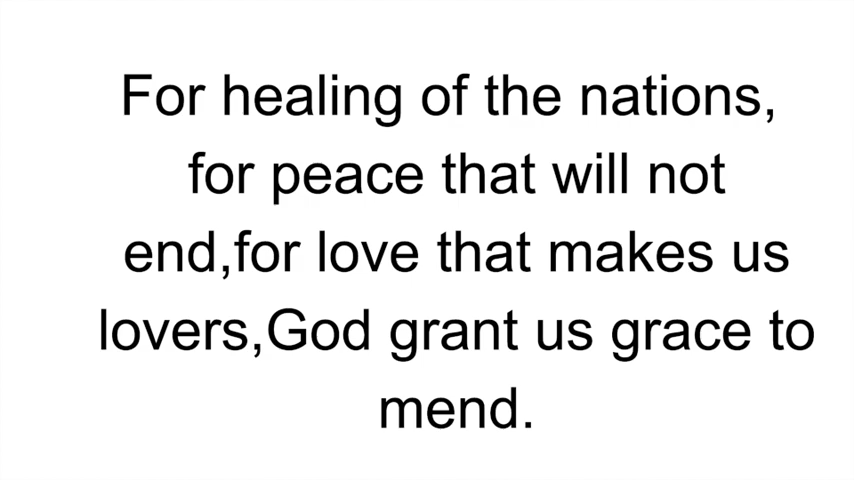 For healing of the nations,
for peace that will not
end,for love that makes us
lovers,God grant us grace to
mend.